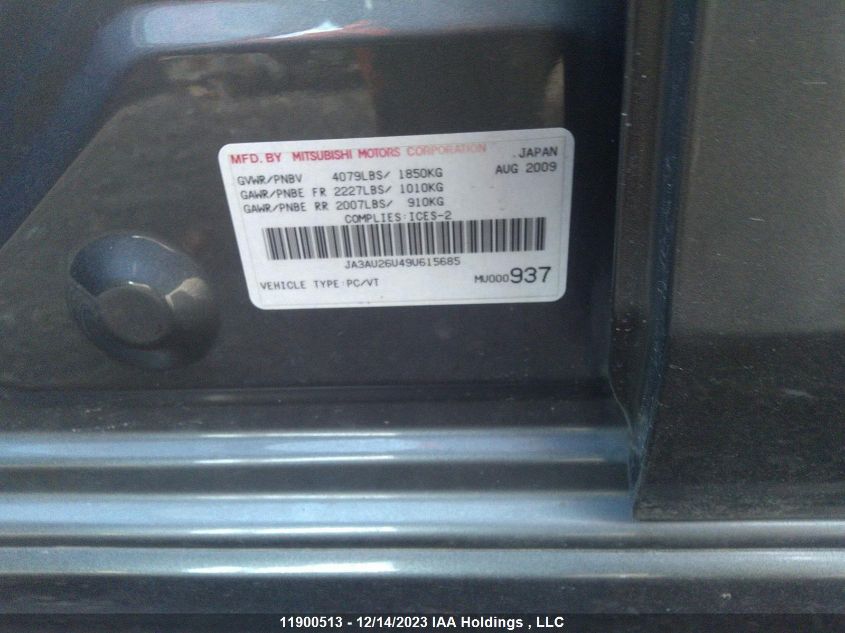 MFD. BY MITSUBISHI MOTORS CORPORATION JAPAN
GVWR/PNBV 4079LBS/ 1850KG AUG 2009
GAWR/PNBE FR 2227LBS/ 1010KG
GAWR/PNBE RR 2007LBS/ 910KG
COMPLIES:ICES-2
JA3AU26U49U615685
VEHICLE TYPE:PC/VT MU000937
11900513 - 12/14/2023 IAA Holdings , LLC